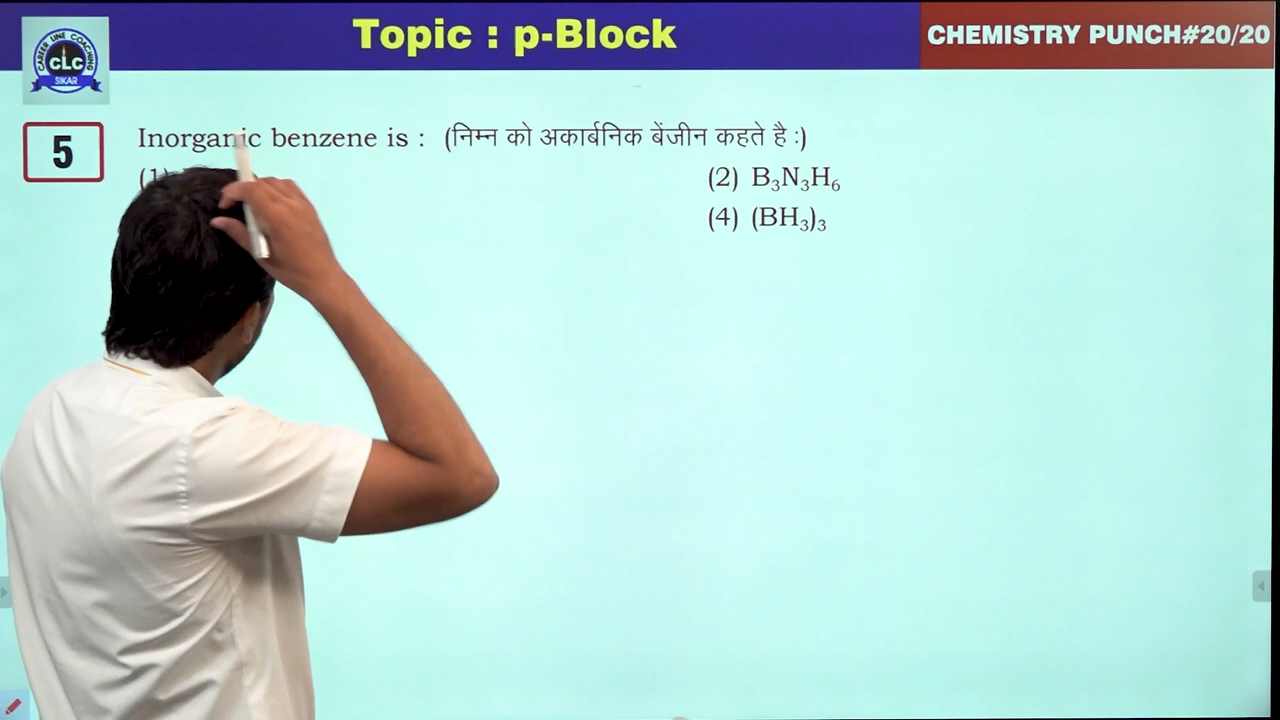 Topic : p-Block
CHEMISTRY PUNCH#20/20
CAREER LINE COACHING
CLC
SIKAR
5
Inorganic benzene is : (निम्न को अकार्बनिक बेंजीन कहते है :)
(1)
(2) B₃N₃H₆
(4) (BH₃)₃